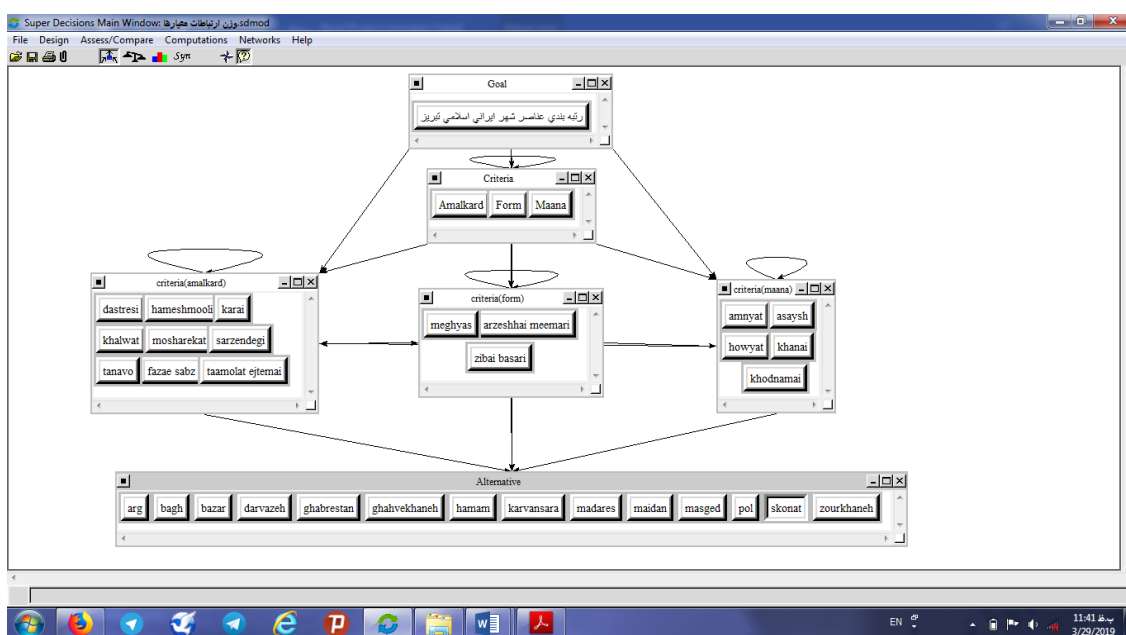 Super Decisions Main Window: وزن ارتباطات معيارها.sdmod
File Design Assess/Compare Computations Networks Help
Syn
Goal
رتبه بندي عناصر شهر ايراني اسلامي تبريز
Criteria
Amalkard Form Maana
criteria(amalkard)
dastresi hameshmooli karai
khalwat mosharekat sarzendegi
tanavo fazae sabz taamolat ejtemai
criteria(form)
meghyas arzeshhai meemari
zibai basari
criteria(maana)
amnyat asaysh
howyat khanai
khodnamai
Alternative
arg bagh bazar darvazeh ghabrestan ghahvekhaneh hamam karvansara madares maidan masged pol skonat zourkhaneh
EN
11:41 ب.ظ
3/29/2019